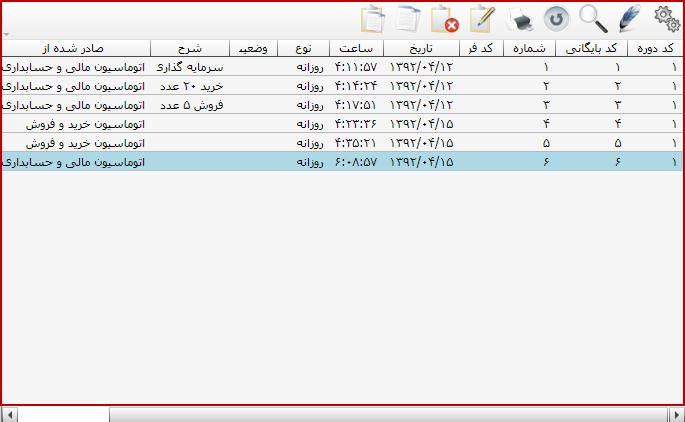 کد دوره کد بایگانی شماره کد فر تاریخ ساعت نوع وضعی شرح صادر شده از
۱ ۱ ۱ ۱۳۹۲/۰۴/۱۲ ۴:۱۱:۵۷ روزانه سرمایه گذاری اتوماسیون مالی و حسابداری
۱ ۲ ۲ ۱۳۹۲/۰۴/۱۲ ۴:۱۴:۲۴ روزانه خرید ۲۰ عدد اتوماسیون مالی و حسابداری
۱ ۳ ۳ ۱۳۹۲/۰۴/۱۲ ۴:۱۷:۵۱ روزانه فروش ۵ عدد اتوماسیون مالی و حسابداری
۱ ۴ ۴ ۱۳۹۲/۰۴/۱۵ ۴:۲۳:۳۶ روزانه اتوماسیون خرید و فروش
۱ ۵ ۵ ۱۳۹۲/۰۴/۱۵ ۴:۳۵:۲۱ روزانه اتوماسیون خرید و فروش
۱ ۶ ۶ ۱۳۹۲/۰۴/۱۵ ۶:۰۸:۵۷ روزانه اتوماسیون مالی و حسابداری